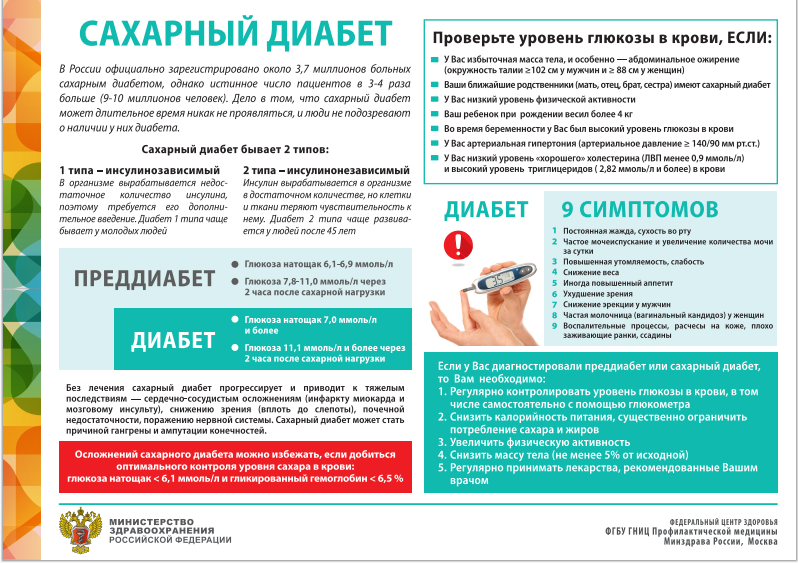 САХАРНЫЙ ДИАБЕТ
В России официально зарегистрировано около 3,7 миллионов больных
сахарным диабетом, однако истинное число пациентов в 3-4 раза
больше (9-10 миллионов человек). Дело в том, что сахарный диабет
может длительное время никак не проявляться, и люди не подозревают
о наличии у них диабета.
Сахарный диабет бывает 2 типов:
1 типа – инсулинозависимый
В организме вырабатывается недос-
таточное количество инсулина,
поэтому требуется его дополни-
тельное введение. Диабет 1 типа чаще
бывает у молодых людей
2 типа – инсулинонезависимый
Инсулин вырабатывается в организме
в достаточном количестве, но клетки
и ткани теряют чувствительность к
нему. Диабет 2 типа чаще развива-
ется у людей после 45 лет
ПРЕДДИАБЕТ
Глюкоза натощак 6,1-6,9 ммоль/л
Глюкоза 7,8-11,0 ммоль/л через
2 часа после сахарной нагрузки
ДИАБЕТ
Глюкоза натощак 7,0 ммоль/л
и более
Глюкоза 11,1 ммоль/л и более через
2 часа после сахарной нагрузки
Без лечения сахарный диабет прогрессирует и приводит к тяжелым
последствиям — сердечно-сосудистым осложнениям (инфаркту миокарда и
мозговому инсульту), снижению зрения (вплоть до слепоты), почечной
недостаточности, поражению нервной системы. Сахарный диабет может стать
причиной гангрены и ампутации конечностей.
Осложнений сахарного диабета можно избежать, если добиться
оптимального контроля уровня сахара в крови:
глюкоза натощак < 6,1 ммоль/л и гликированный гемоглобин < 6,5 %
Проверьте уровень глюкозы в крови, ЕСЛИ:
У Вас избыточная масса тела, и особенно — абдоминальное ожирение
(окружность талии ≥102 см у мужчин и ≥ 88 см у женщин)
Ваши ближайшие родственники (мать, отец, брат, сестра) имеют сахарный диабет
У Вас низкий уровень физической активности
Ваш ребенок при рождении весил более 4 кг
Во время беременности у Вас был высокий уровень глюкозы в крови
У Вас артериальная гипертония (артериальное давление ≥ 140/90 мм рт.ст.)
У Вас низкий уровень «хорошего» холестерина (ЛВП менее 0,9 ммоль/л)
и высокий уровень триглицеридов ( 2,82 ммоль/л и более) в крови
ДИАБЕТ
9 СИМПТОМОВ
1 Постоянная жажда, сухость во рту
2 Частое мочеиспускание и увеличение количества мочи
за сутки
3 Повышенная утомляемость, слабость
4 Снижение веса
5 Иногда повышенный аппетит
6 Ухудшение зрения
7 Снижение эрекции у мужчин
8 Частая молочница (вагинальный кандидоз) у женщин
9 Воспалительные процессы, расчесы на коже, плохо
заживающие ранки, ссадины
Если у Вас диагностировали преддиабет или сахарный диабет,
то Вам необходимо:
1. Регулярно контролировать уровень глюкозы в крови, в том
числе самостоятельно с помощью глюкометра
2. Снизить калорийность питания, существенно ограничить
потребление сахара и жиров
3. Увеличить физическую активность
4. Снизить массу тела (не менее 5% от исходной)
5. Регулярно принимать лекарства, рекомендованные Вашим
врачом
МИНИСТЕРСТВО
ЗДРАВООХРАНЕНИЯ
РОССИЙСКОЙ ФЕДЕРАЦИИ
ФЕДЕРАЛЬНЫЙ ЦЕНТР ЗДОРОВЬЯ
ФГБУ ГНИЦ Профилактической медицины
Минздрава России, Москва